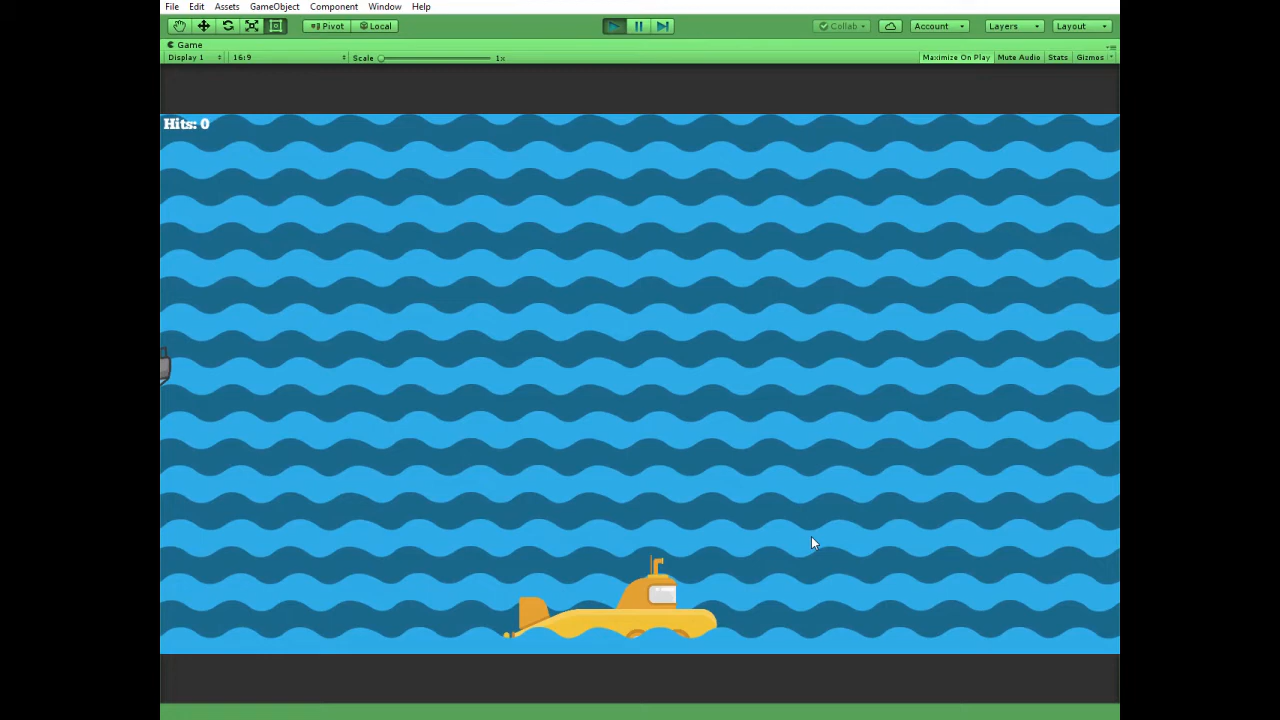 File Edit Assets GameObject Component Window Help
Pivot Local Collab Account Layers Layout
Game
Display 1 16:9 Scale 1x Maximize On Play Mute Audio Stats Gizmos
Hits: 0